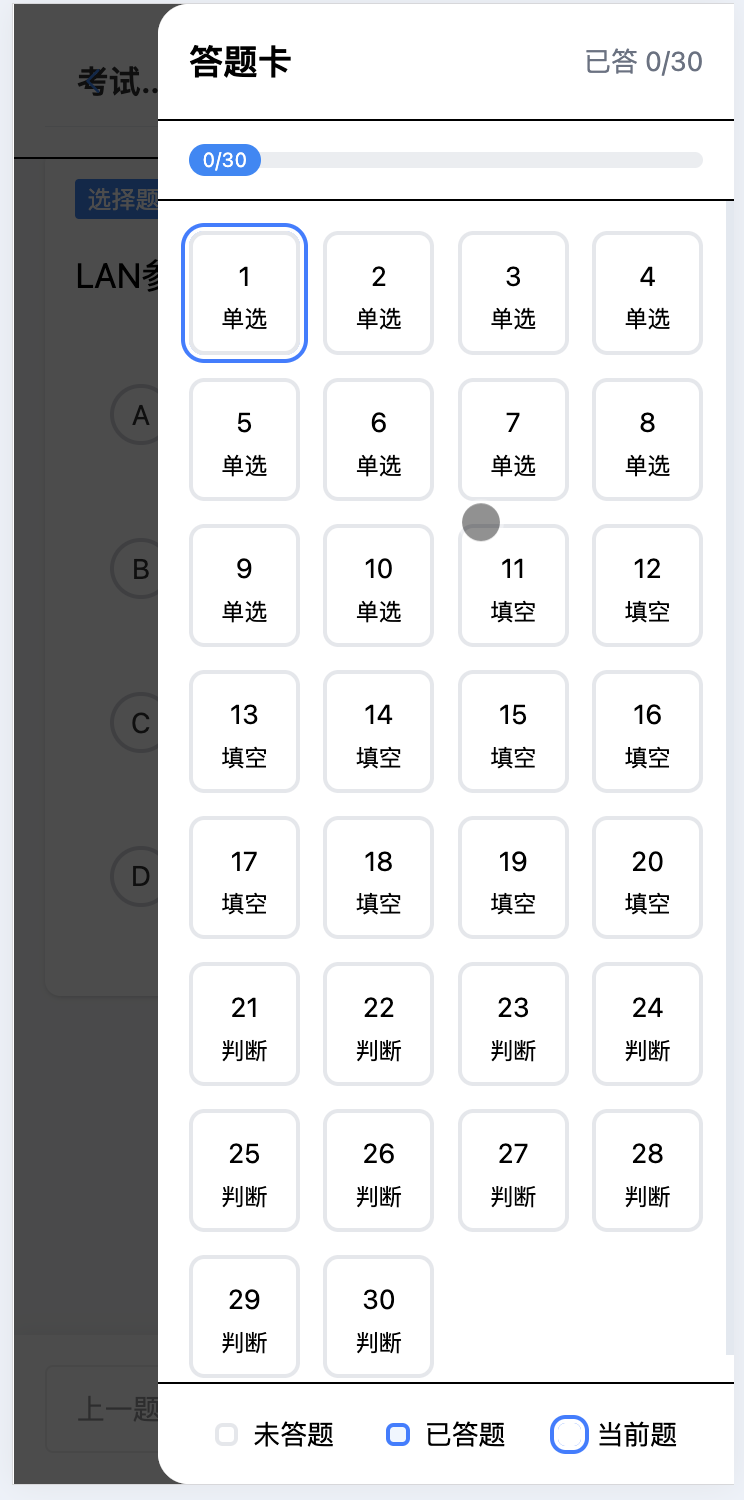 考试..
答题卡
已答 0/30
0/30
选择题
LAN参
A
B
C
D
1
单选
2
单选
3
单选
4
单选
5
单选
6
单选
7
单选
8
单选
9
单选
10
单选
11
填空
12
填空
13
填空
14
填空
15
填空
16
填空
17
填空
18
填空
19
填空
20
填空
21
判断
22
判断
23
判断
24
判断
25
判断
26
判断
27
判断
28
判断
29
判断
30
判断
上一题
未答题
已答题
当前题